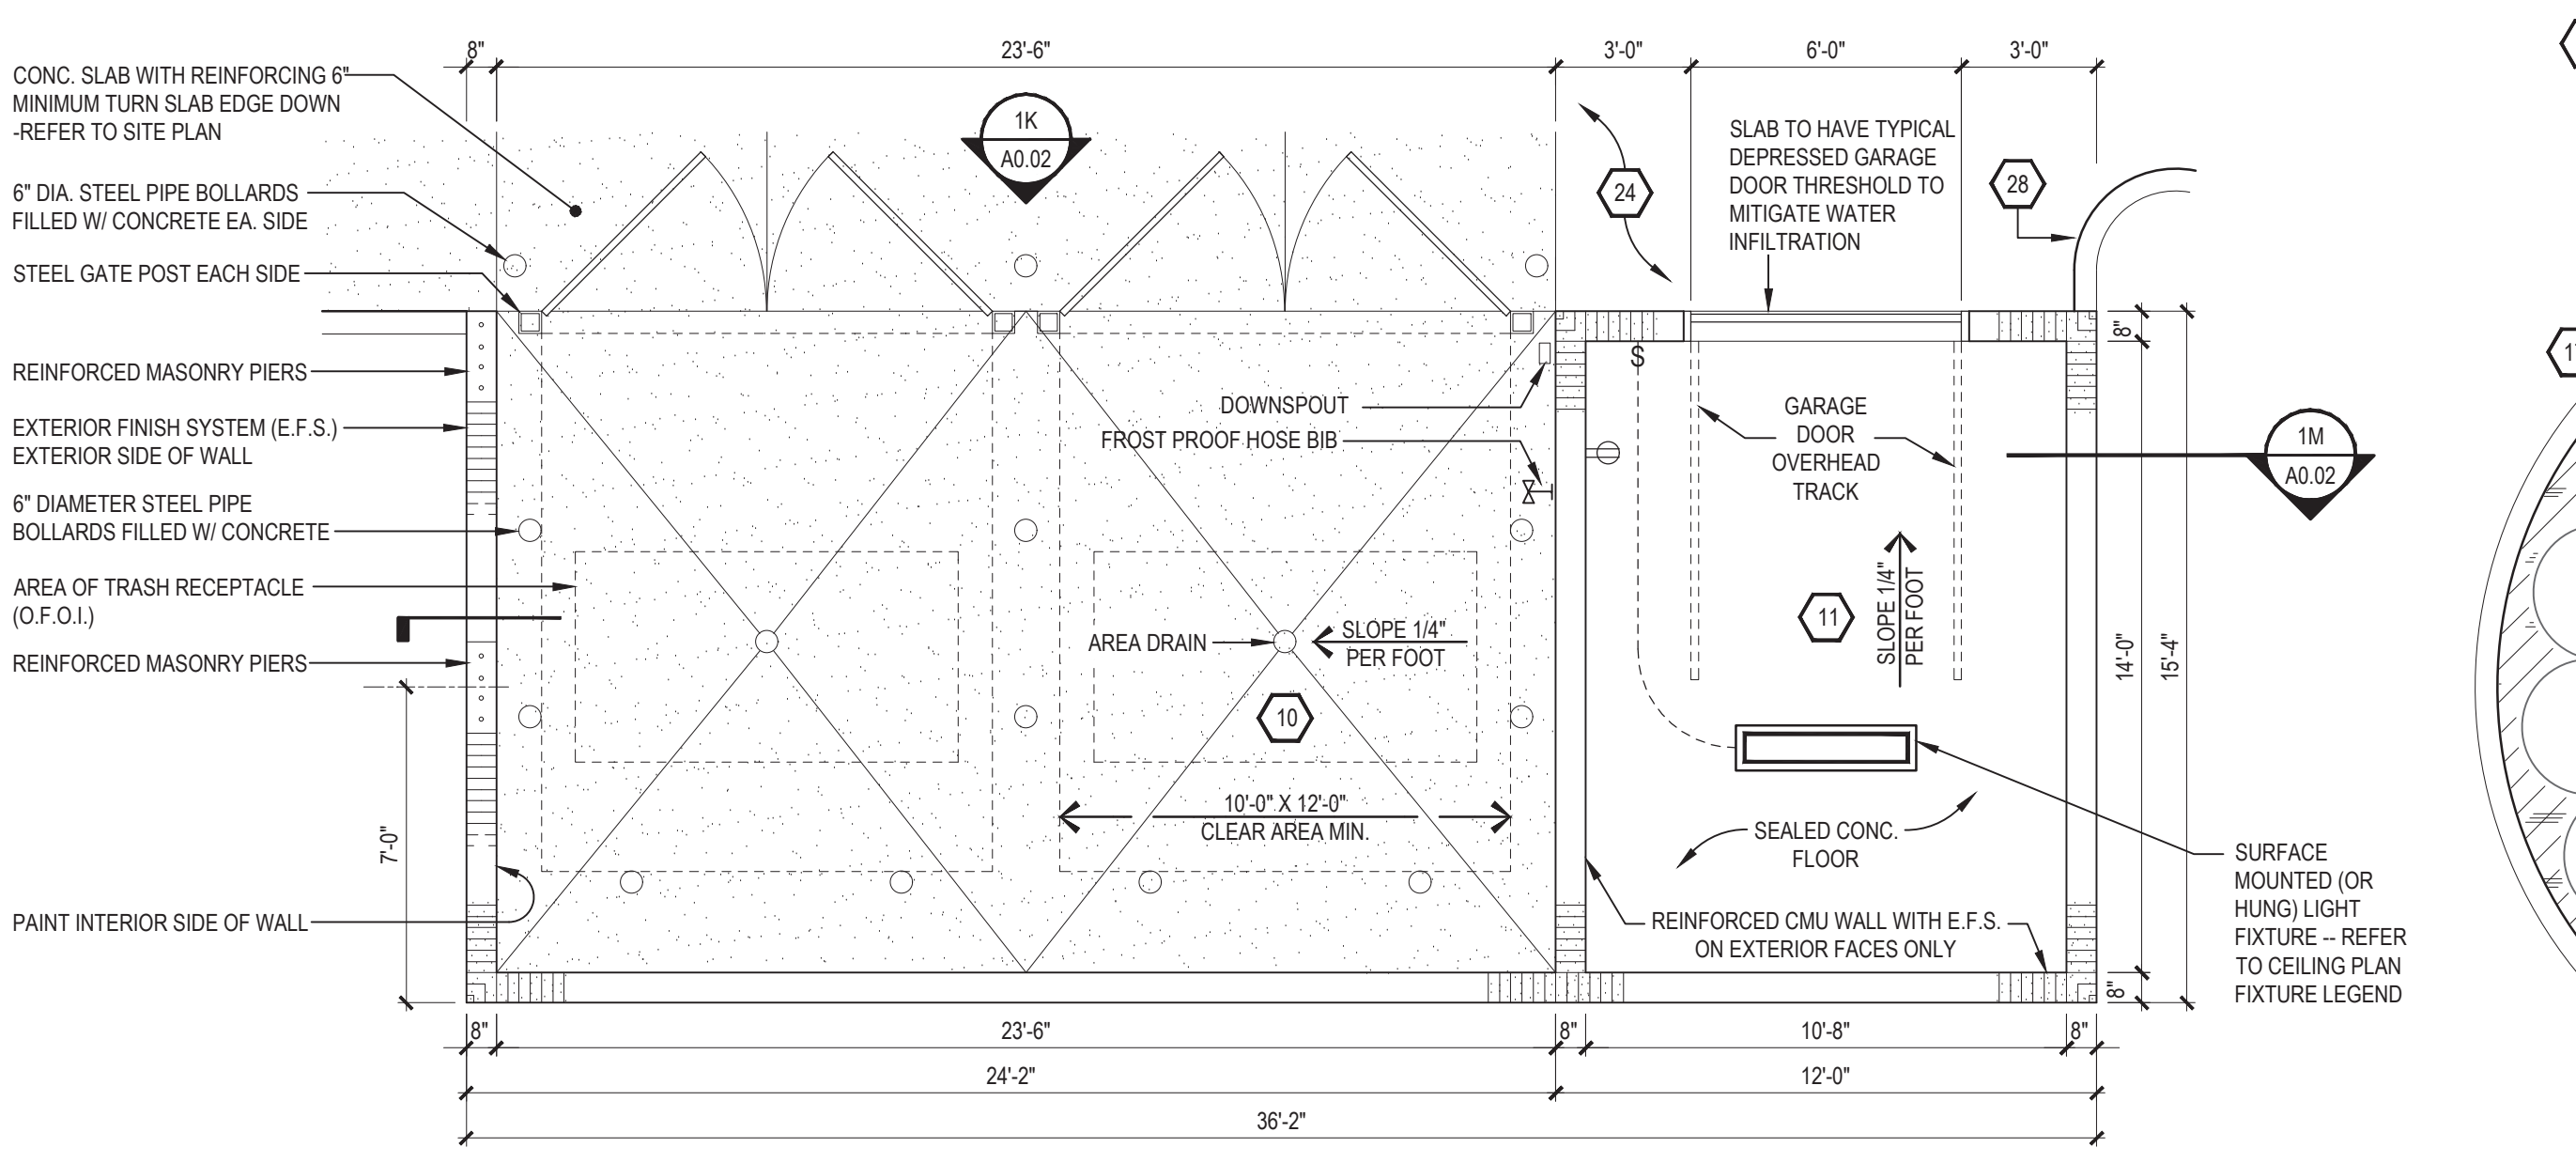 8"
23'-6"
3'-0"
6'-0"
3'-0"
CONC. SLAB WITH REINFORCING 6"
MINIMUM TURN SLAB EDGE DOWN
-REFER TO SITE PLAN
6" DIA. STEEL PIPE BOLLARDS
FILLED W/ CONCRETE EA. SIDE
STEEL GATE POST EACH SIDE
REINFORCED MASONRY PIERS
EXTERIOR FINISH SYSTEM (E.F.S.)
EXTERIOR SIDE OF WALL
6" DIAMETER STEEL PIPE
BOLLARDS FILLED W/ CONCRETE
AREA OF TRASH RECEPTACLE
(O.F.O.I.)
REINFORCED MASONRY PIERS
7'-0"
PAINT INTERIOR SIDE OF WALL
1K
A0.02
24
SLAB TO HAVE TYPICAL
DEPRESSED GARAGE
DOOR THRESHOLD TO
MITIGATE WATER
INFILTRATION
28
8"
S
DOWNSPOUT
FROST PROOF HOSE BIB
GARAGE
DOOR
OVERHEAD
TRACK
1M
A0.02
AREA DRAIN
SLOPE 1/4"
PER FOOT
10
11
SLOPE 1/4"
PER FOOT
14'-0"
15'-4"
10'-0" X 12'-0"
CLEAR AREA MIN.
SEALED CONC.
FLOOR
REINFORCED CMU WALL WITH E.F.S.
ON EXTERIOR FACES ONLY
SURFACE
MOUNTED (OR
HUNG) LIGHT
FIXTURE -- REFER
TO CEILING PLAN
FIXTURE LEGEND
8"
8"
23'-6"
8"
10'-8"
8"
24'-2"
12'-0"
36'-2"